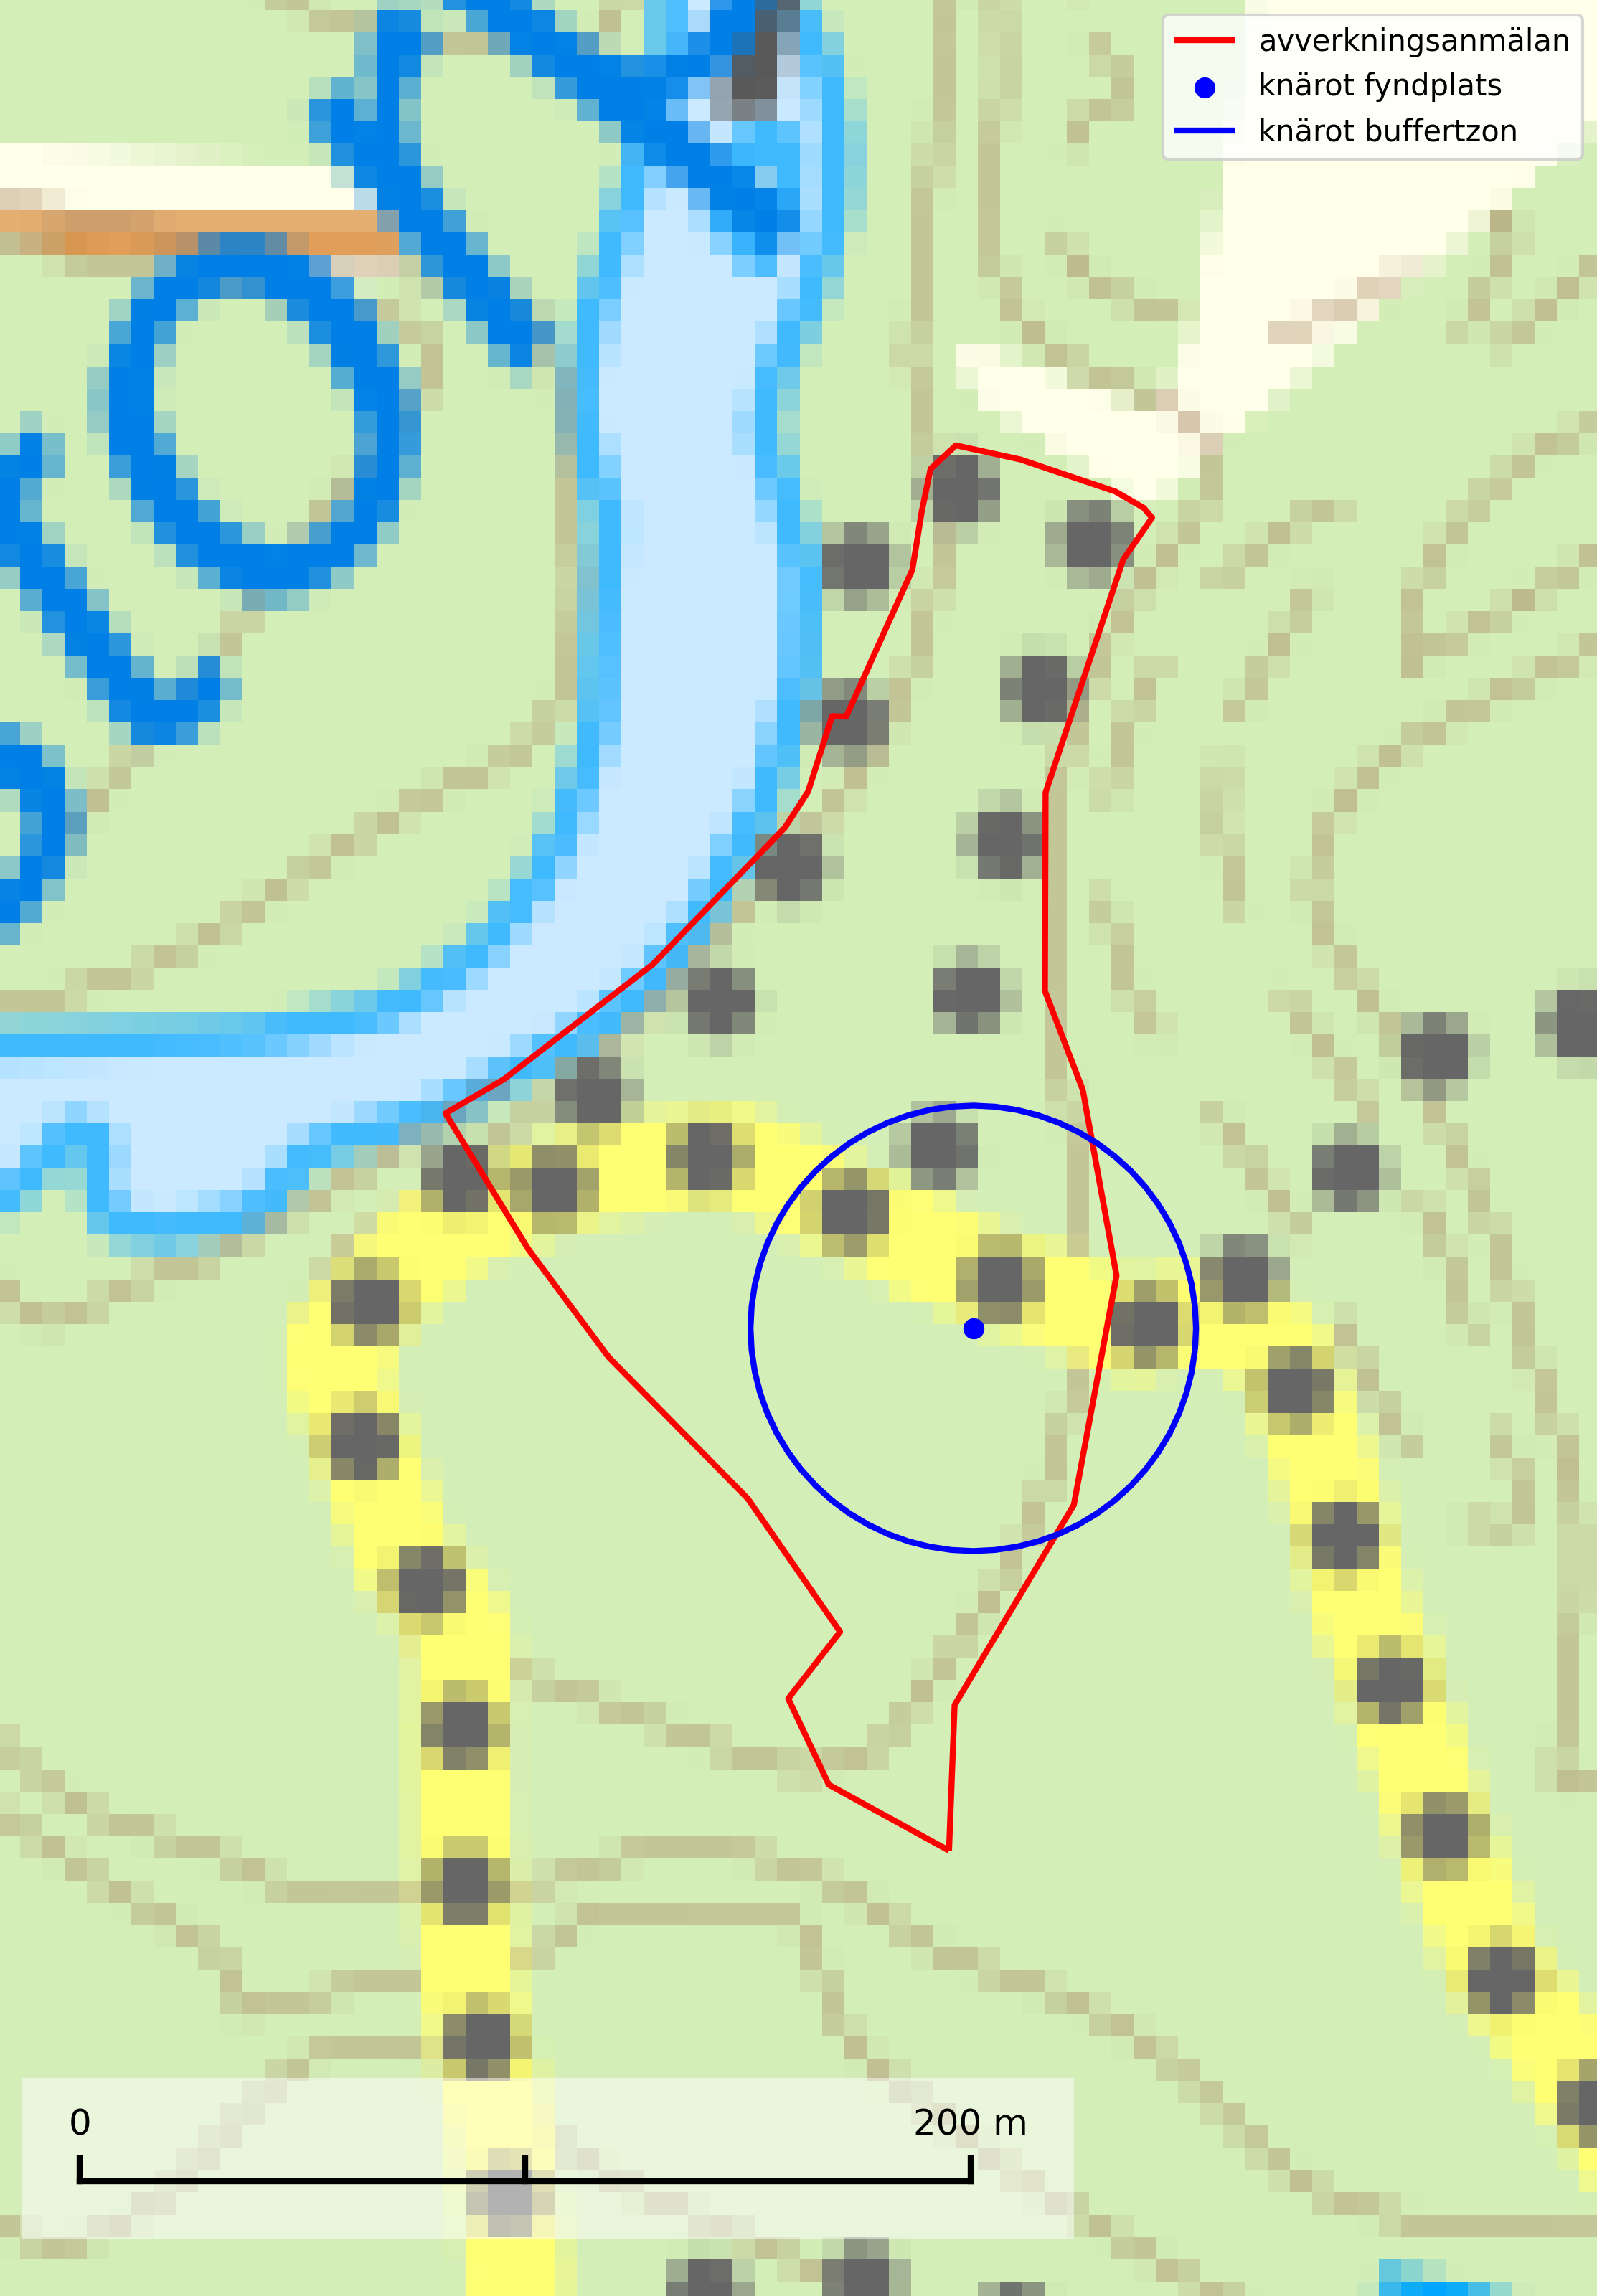 avverkningsanmälan
knärot fyndplats
knärot buffertzon
0 200 m